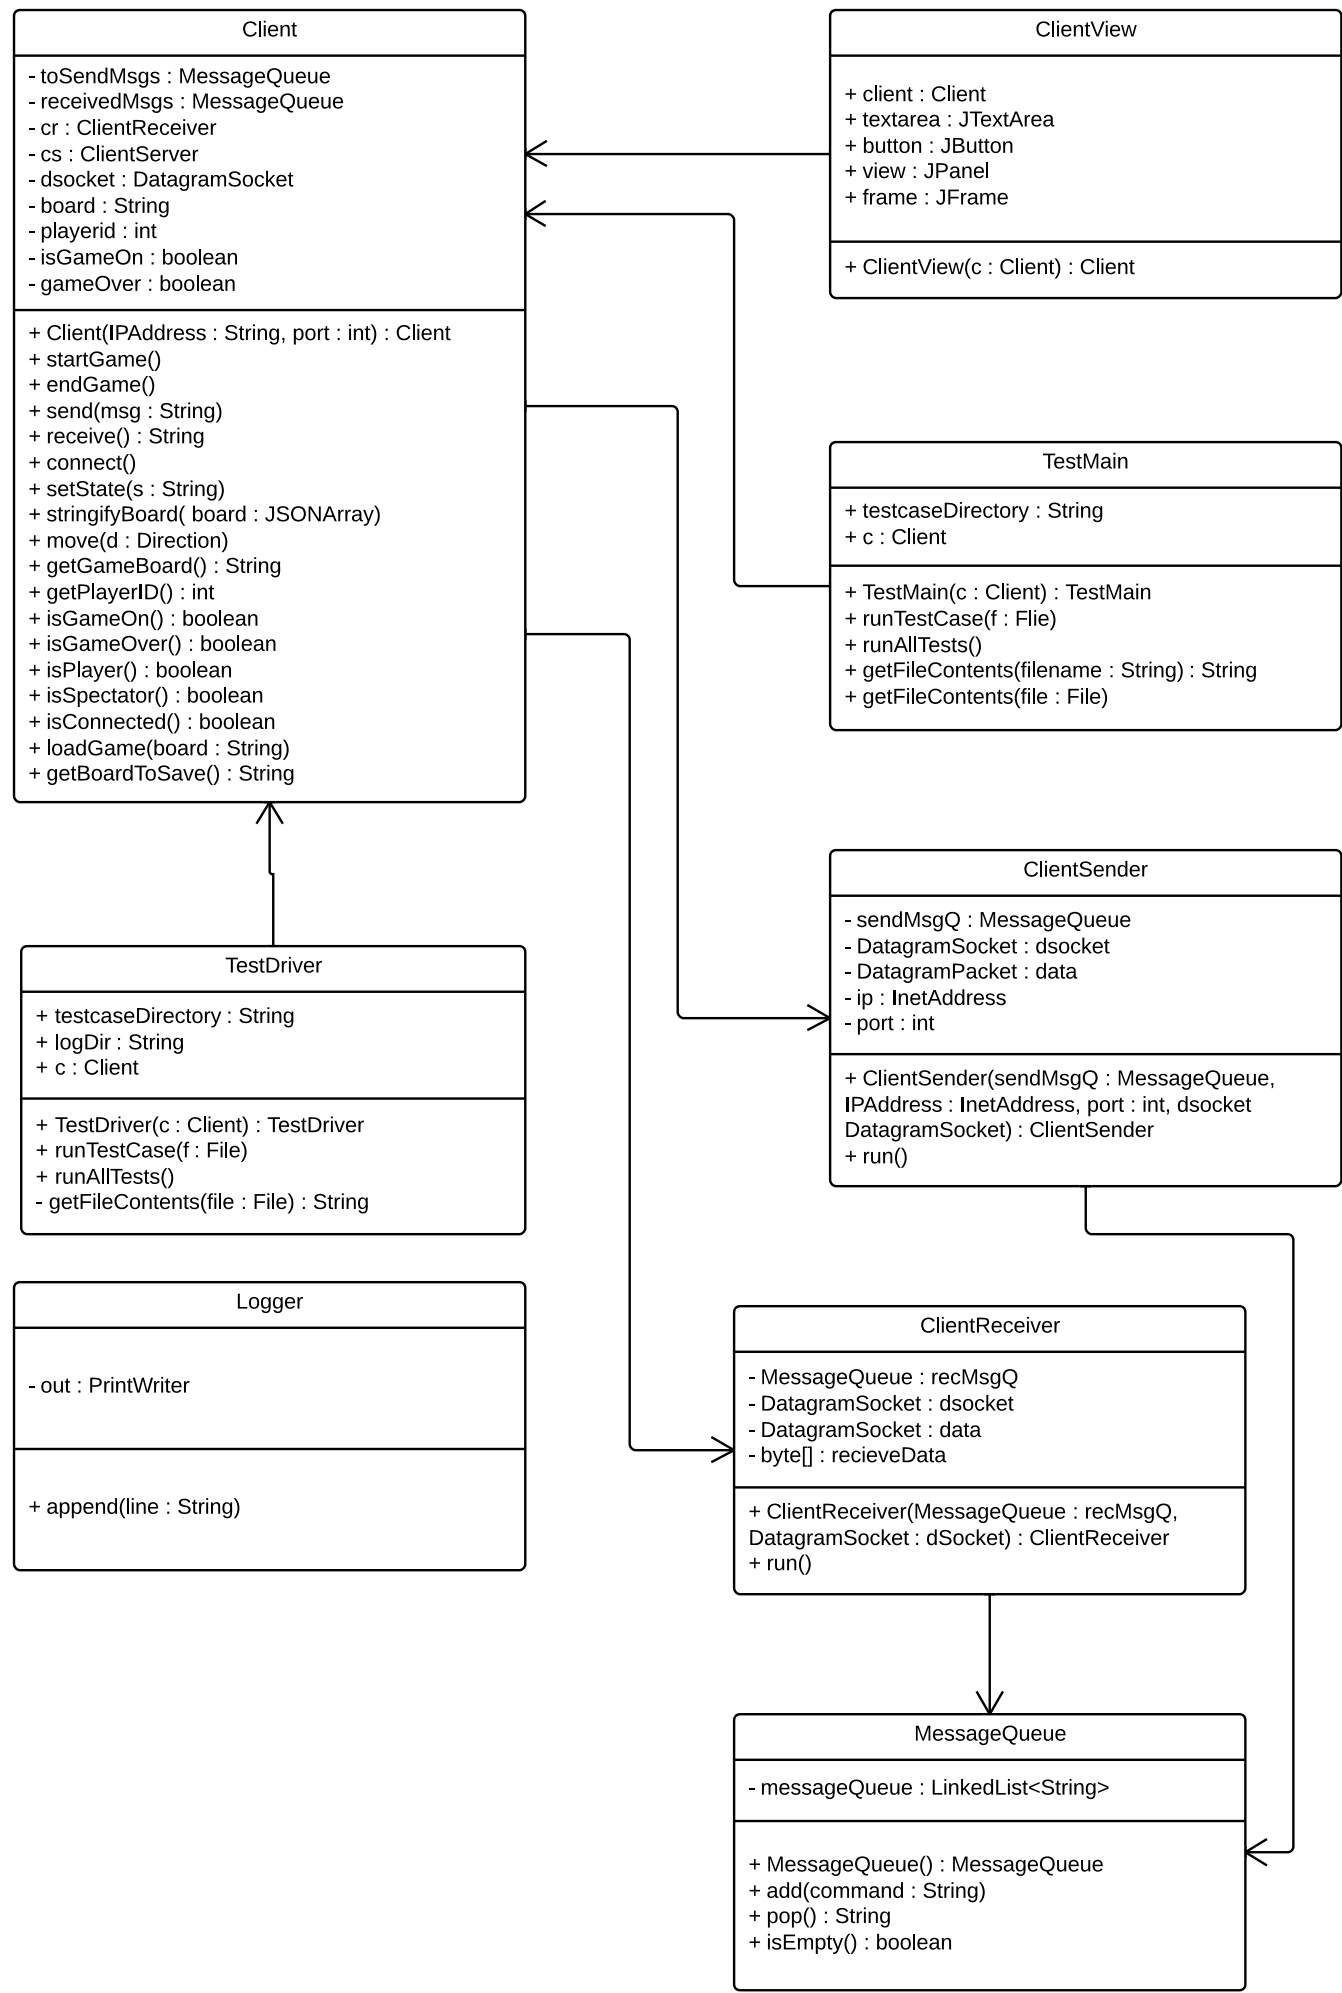 Client
- toSendMsgs : MessageQueue
- receivedMsgs : MessageQueue
- cr : ClientReceiver
- cs : ClientServer
- dsocket : DatagramSocket
- board : String
- playerid : int
- isGameOn : boolean
- gameOver : boolean
+ Client(IPAddress : String, port : int) : Client
+ startGame()
+ endGame()
+ send(msg : String)
+ receive() : String
+ connect()
+ setState(s : String)
+ stringifyBoard( board : JSONArray)
+ move(d : Direction)
+ getGameBoard() : String
+ getPlayerID() : int
+ isGameOn() : boolean
+ isGameOver() : boolean
+ isPlayer() : boolean
+ isSpectator() : boolean
+ isConnected() : boolean
+ loadGame(board : String)
+ getBoardToSave() : String
ClientView
+ client : Client
+ textarea : JTextArea
+ button : JButton
+ view : JPanel
+ frame : JFrame
+ ClientView(c : Client) : Client
TestMain
+ testcaseDirectory : String
+ c : Client
+ TestMain(c : Client) : TestMain
+ runTestCase(f : Flie)
+ runAllTests()
+ getFileContents(filename : String) : String
+ getFileContents(file : File)
ClientSender
- sendMsgQ : MessageQueue
- DatagramSocket : dsocket
- DatagramPacket : data
- ip : InetAddress
- port : int
+ ClientSender(sendMsgQ : MessageQueue,
IPAddress : InetAddress, port : int, dsocket
DatagramSocket) : ClientSender
+ run()
TestDriver
+ testcaseDirectory : String
+ logDir : String
+ c : Client
+ TestDriver(c : Client) : TestDriver
+ runTestCase(f : File)
+ runAllTests()
- getFileContents(file : File) : String
Logger
- out : PrintWriter
+ append(line : String)
ClientReceiver
- MessageQueue : recMsgQ
- DatagramSocket : dsocket
- DatagramSocket : data
- byte[] : recieveData
+ ClientReceiver(MessageQueue : recMsgQ,
DatagramSocket : dSocket) : ClientReceiver
+ run()
MessageQueue
- messageQueue : LinkedList<String>
+ MessageQueue() : MessageQueue
+ add(command : String)
+ pop() : String
+ isEmpty() : boolean